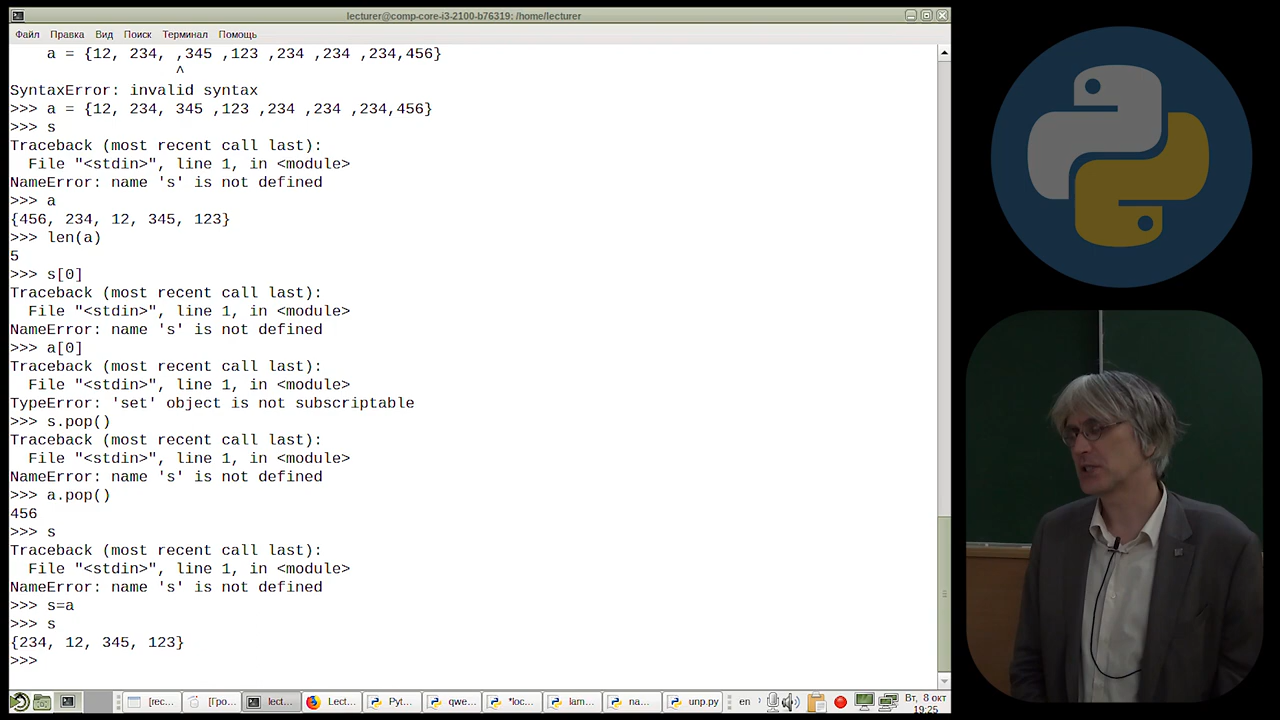 lecturer@comp-core-i3-2100-b76319: /home/lecturer
Файл Правка Вид Поиск Терминал Помощь
    a = {12, 234, ,345 ,123 ,234 ,234 ,234,456}
                  ^
SyntaxError: invalid syntax
>>> a = {12, 234, 345 ,123 ,234 ,234 ,234,456}
>>> s
Traceback (most recent call last):
  File "<stdin>", line 1, in <module>
NameError: name 's' is not defined
>>> a
{456, 234, 12, 345, 123}
>>> len(a)
5
>>> s[0]
Traceback (most recent call last):
  File "<stdin>", line 1, in <module>
NameError: name 's' is not defined
>>> a[0]
Traceback (most recent call last):
  File "<stdin>", line 1, in <module>
TypeError: 'set' object is not subscriptable
>>> s.pop()
Traceback (most recent call last):
  File "<stdin>", line 1, in <module>
NameError: name 's' is not defined
>>> a.pop()
456
>>> s
Traceback (most recent call last):
  File "<stdin>", line 1, in <module>
NameError: name 's' is not defined
>>> s=a
>>> s
{234, 12, 345, 123}
>>>
[rec... [Гро... lect... Lect... Pyt... qwe... *loc... lam... na... unp.py en Вт, 8 окт
19:25